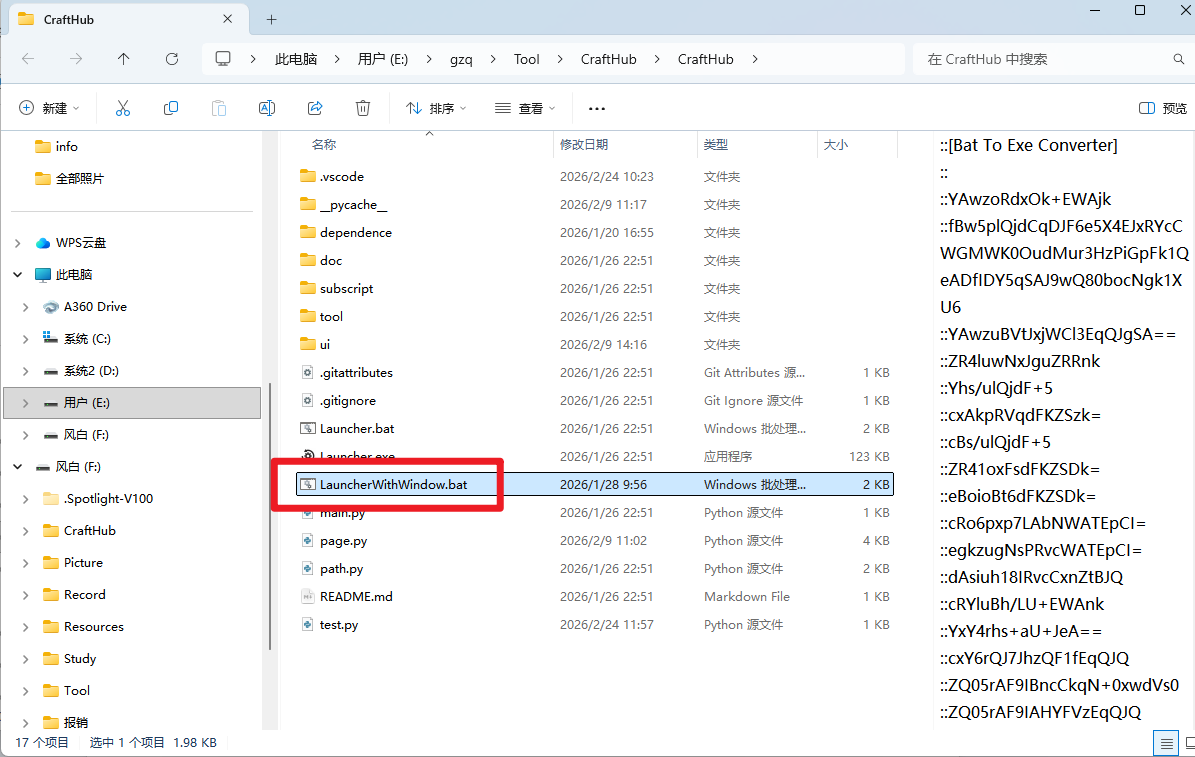 CraftHub
此电脑 > 用户 (E:) > gzq > Tool > CraftHub > CraftHub >
在 CraftHub 中搜索
新建
排序
查看
预览
info
全部照片
WPS云盘
此电脑
A360 Drive
系统 (C:)
系统2 (D:)
用户 (E:)
风白 (F:)
风白 (F:)
.Spotlight-V100
CraftHub
Picture
Record
Resources
Study
Tool
报销
名称 修改日期 类型 大小
.vscode 2026/2/24 10:23 文件夹
__pycache__ 2026/2/9 11:17 文件夹
dependence 2026/1/20 16:55 文件夹
doc 2026/1/26 22:51 文件夹
subscript 2026/1/26 22:51 文件夹
tool 2026/1/26 22:51 文件夹
ui 2026/2/9 14:16 文件夹
.gitattributes 2026/1/26 22:51 Git Attributes 源... 1 KB
.gitignore 2026/1/26 22:51 Git Ignore 源文件 1 KB
Launcher.bat 2026/1/26 22:51 Windows 批处理... 2 KB
Launcher.exe 2026/1/26 22:51 应用程序 123 KB
LauncherWithWindow.bat 2026/1/28 9:56 Windows 批处理... 2 KB
main.py 2026/1/26 22:51 Python 源文件 1 KB
page.py 2026/2/9 11:02 Python 源文件 4 KB
path.py 2026/1/26 22:51 Python 源文件 2 KB
README.md 2026/1/26 22:51 Markdown File 1 KB
test.py 2026/2/24 11:57 Python 源文件 1 KB
::[Bat To Exe Converter]
::
::YAwzoRdxOk+EWAjk
::fBw5plQjdCqDJF6e5X4EJxRYcC
WGMWK0OudMur3HzPiGpFk1Q
eADfIDY5qSAJ9wQ80bocNgk1X
U6
::YAwzuBVtJxjWCl3EqQJgSA==
::ZR4luwNxJguZRRnk
::Yhs/ulQjdF+5
::cxAkpRVqdFKZSzk=
::cBs/ulQjdF+5
::ZR41oxFsdFKZSDk=
::eBoioBt6dFKZSDk=
::cRo6pxp7LAbNWATEpCI=
::egkzugNsPRvcWATEpCI=
::dAsiuh18IRvcCxnZtBJQ
::cRYluBh/LU+EWAnk
::YxY4rhs+aU+JeA==
::cxY6rQJ7JhzQF1fEqQJQ
::ZQ05rAF9IBncCkqN+0xwdVs0
::ZQ05rAF9IAHYFVzEqQJQ
17 个项目 选中 1 个项目 1.98 KB